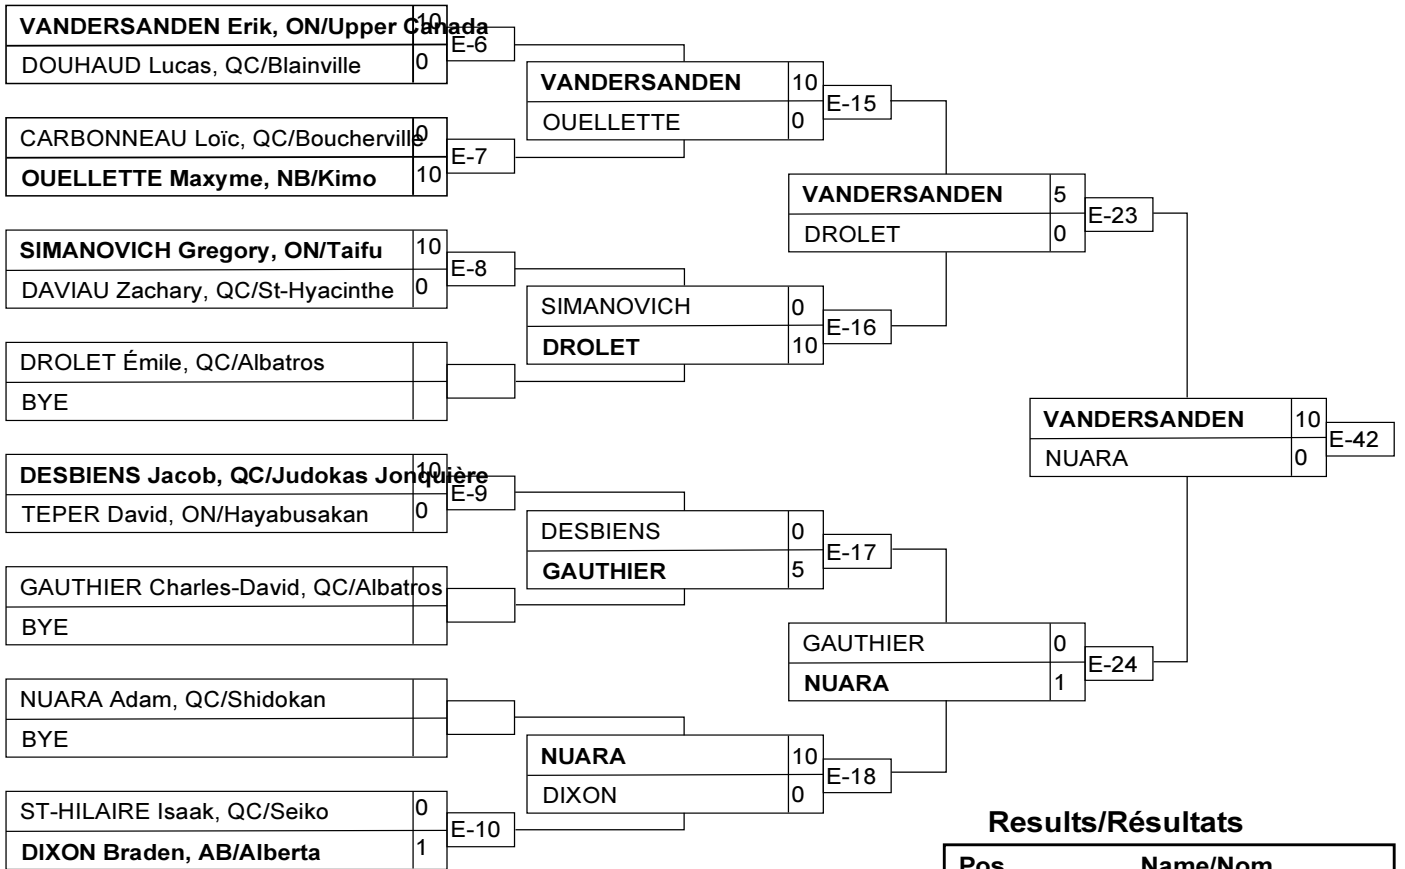 VANDERSANDEN Erik, ON/Upper Canada 10
E-6
DOUHAUD Lucas, QC/Blainville 0
CARBONNEAU Loïc, QC/Boucherville 0
E-7
OUELLETTE Maxyme, NB/Kimo 10
SIMANOVICH Gregory, ON/Taifu 10
E-8
DAVIAU Zachary, QC/St-Hyacinthe 0
DROLET Émile, QC/Albatros
BYE
DESBIENS Jacob, QC/Judokas Jonquière 10
E-9
TEPER David, ON/Hayabusakan 0
GAUTHIER Charles-David, QC/Albatros
BYE
NUARA Adam, QC/Shidokan
BYE
ST-HILAIRE Isaak, QC/Seiko 0
E-10
DIXON Braden, AB/Alberta 1
VANDERSANDEN 10
E-15
OUELLETTE 0
SIMANOVICH 0
E-16
DROLET 10
DESBIENS 0
E-17
GAUTHIER 5
NUARA 10
E-18
DIXON 0
VANDERSANDEN 5
E-23
DROLET 0
GAUTHIER 0
E-24
NUARA 1
VANDERSANDEN 10
E-42
NUARA 0
Results/Résultats
Pos Name/Nom